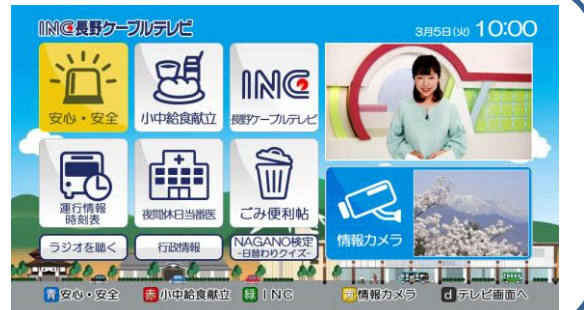 INC長野ケーブルテレビ
3月5日(火) 10:00
安心・安全
小中給食献立
INC
長野ケーブルテレビ
運行情報
時刻表
夜間休日当番医
ごみ便利帖
情報カメラ
ラジオを聴く
行政情報
NAGANO検定
-日替わりクイズ-
青 安心・安全
赤 小中給食献立
緑 INC
黄 情報カメラ
d テレビ画面へ